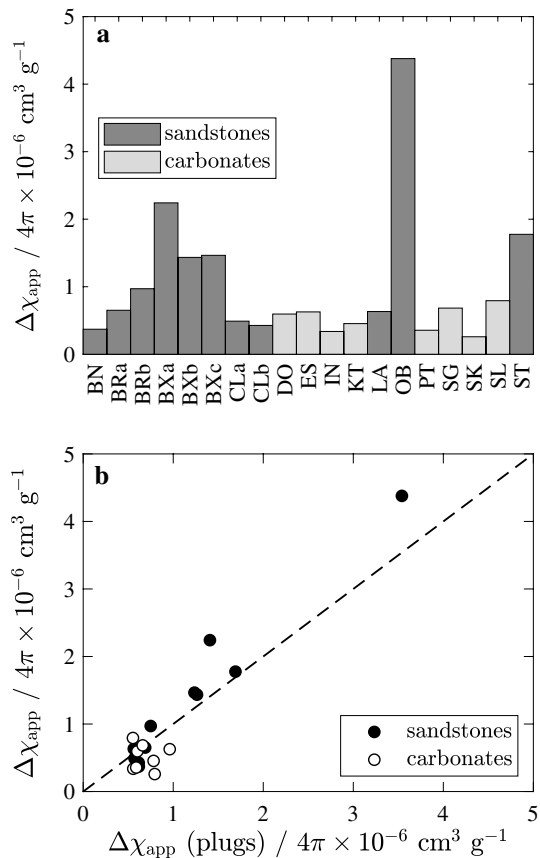 a
Δχapp / 4π × 10⁻⁶ cm³ g⁻¹
5
4
3
2
1
0
sandstones
carbonates
BN BRa BRb BXa BXb BXc CLa CLb DO ES IN KT LA OB PT SG SK SL ST
b
Δχapp / 4π × 10⁻⁶ cm³ g⁻¹
5
4
3
2
1
0
sandstones
carbonates
0 1 2 3 4 5
Δχapp (plugs) / 4π × 10⁻⁶ cm³ g⁻¹